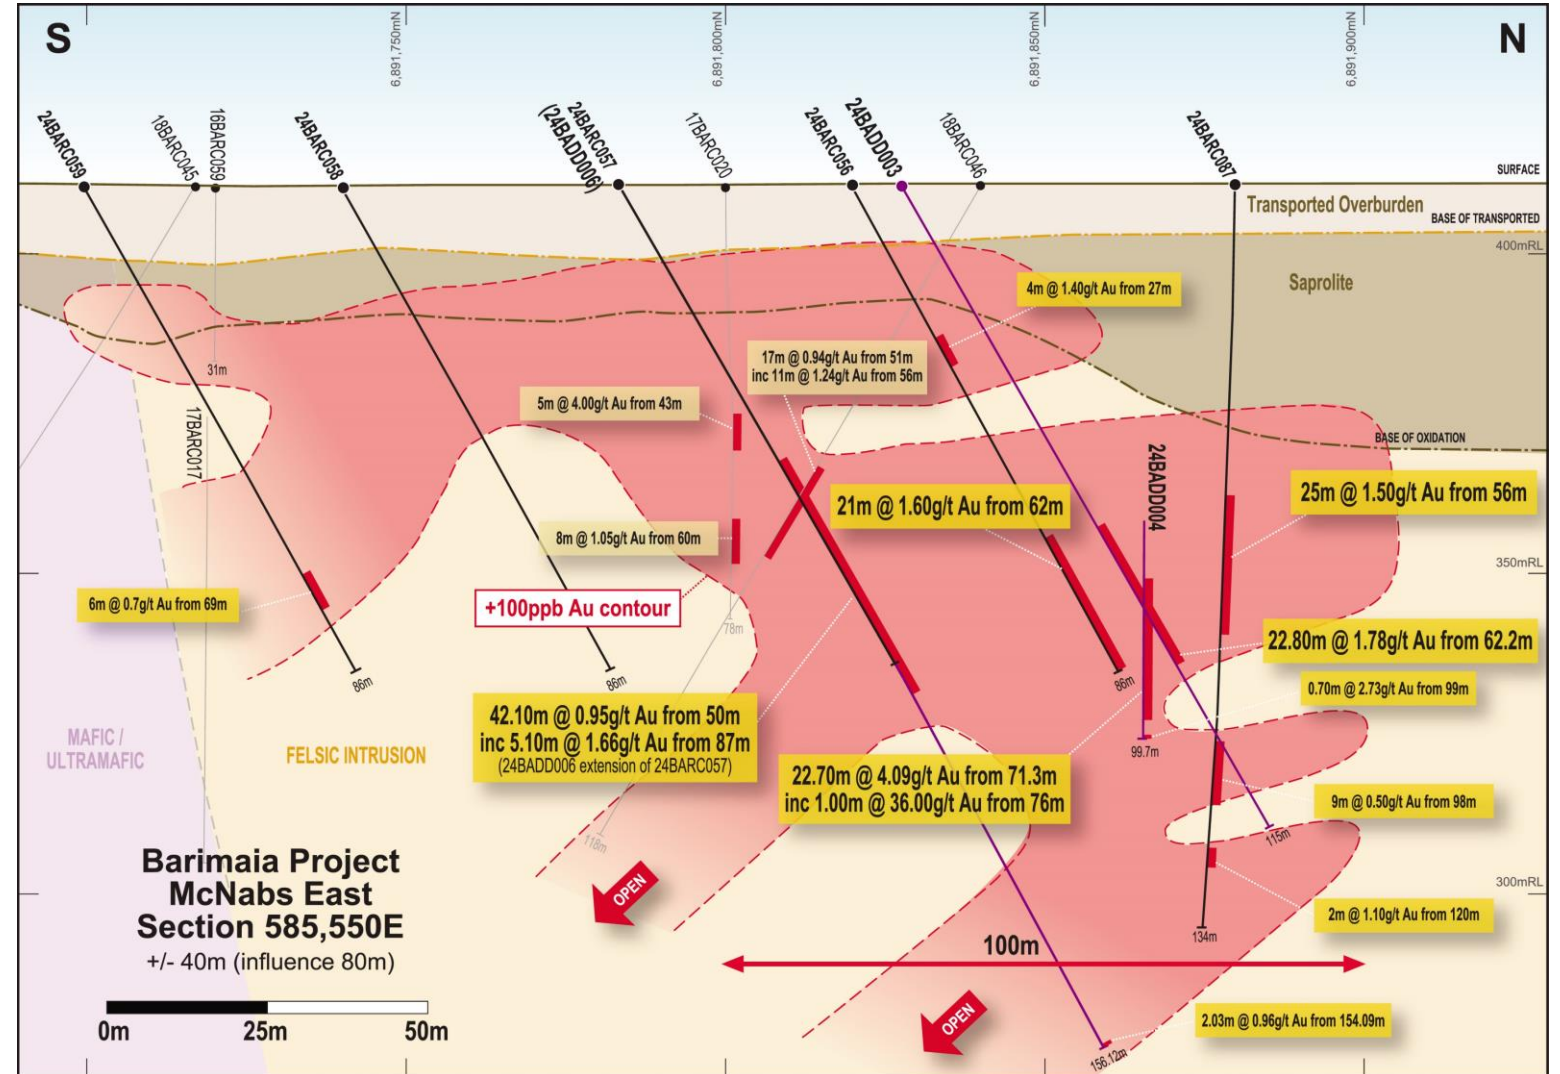 S
N
6,891,750mN
6,891,800mN
6,891,850mN
6,891,900mN
24BARC059
18BARC045
16BARC059
24BARC058
24BARC057
(24BADD006)
17BARC020
24BARC056
24BADD003
18BARC046
24BARC087
SURFACE
Transported Overburden
BASE OF TRANSPORTED
400mRL
Saprolite
4m @ 1.40g/t Au from 27m
17m @ 0.94g/t Au from 51m
inc 11m @ 1.24g/t Au from 56m
31m
5m @ 4.00g/t Au from 43m
17BARC017
BASE OF OXIDATION
24BADD004
25m @ 1.50g/t Au from 56m
21m @ 1.60g/t Au from 62m
8m @ 1.05g/t Au from 60m
350mRL
6m @ 0.7g/t Au from 69m
+100ppb Au contour
78m
22.80m @ 1.78g/t Au from 62.2m
86m
86m
86m
0.70m @ 2.73g/t Au from 99m
42.10m @ 0.95g/t Au from 50m
inc 5.10m @ 1.66g/t Au from 87m
(24BADD006 extension of 24BARC057)
MAFIC /
ULTRAMAFIC
FELSIC INTRUSION
99.7m
22.70m @ 4.09g/t Au from 71.3m
inc 1.00m @ 36.00g/t Au from 76m
9m @ 0.50g/t Au from 98m
115m
118m
OPEN
300mRL
2m @ 1.10g/t Au from 120m
134m
Barimaia Project
McNabs East
Section 585,550E
+/- 40m (influence 80m)
100m
OPEN
2.03m @ 0.96g/t Au from 154.09m
156.12m
0m
25m
50m